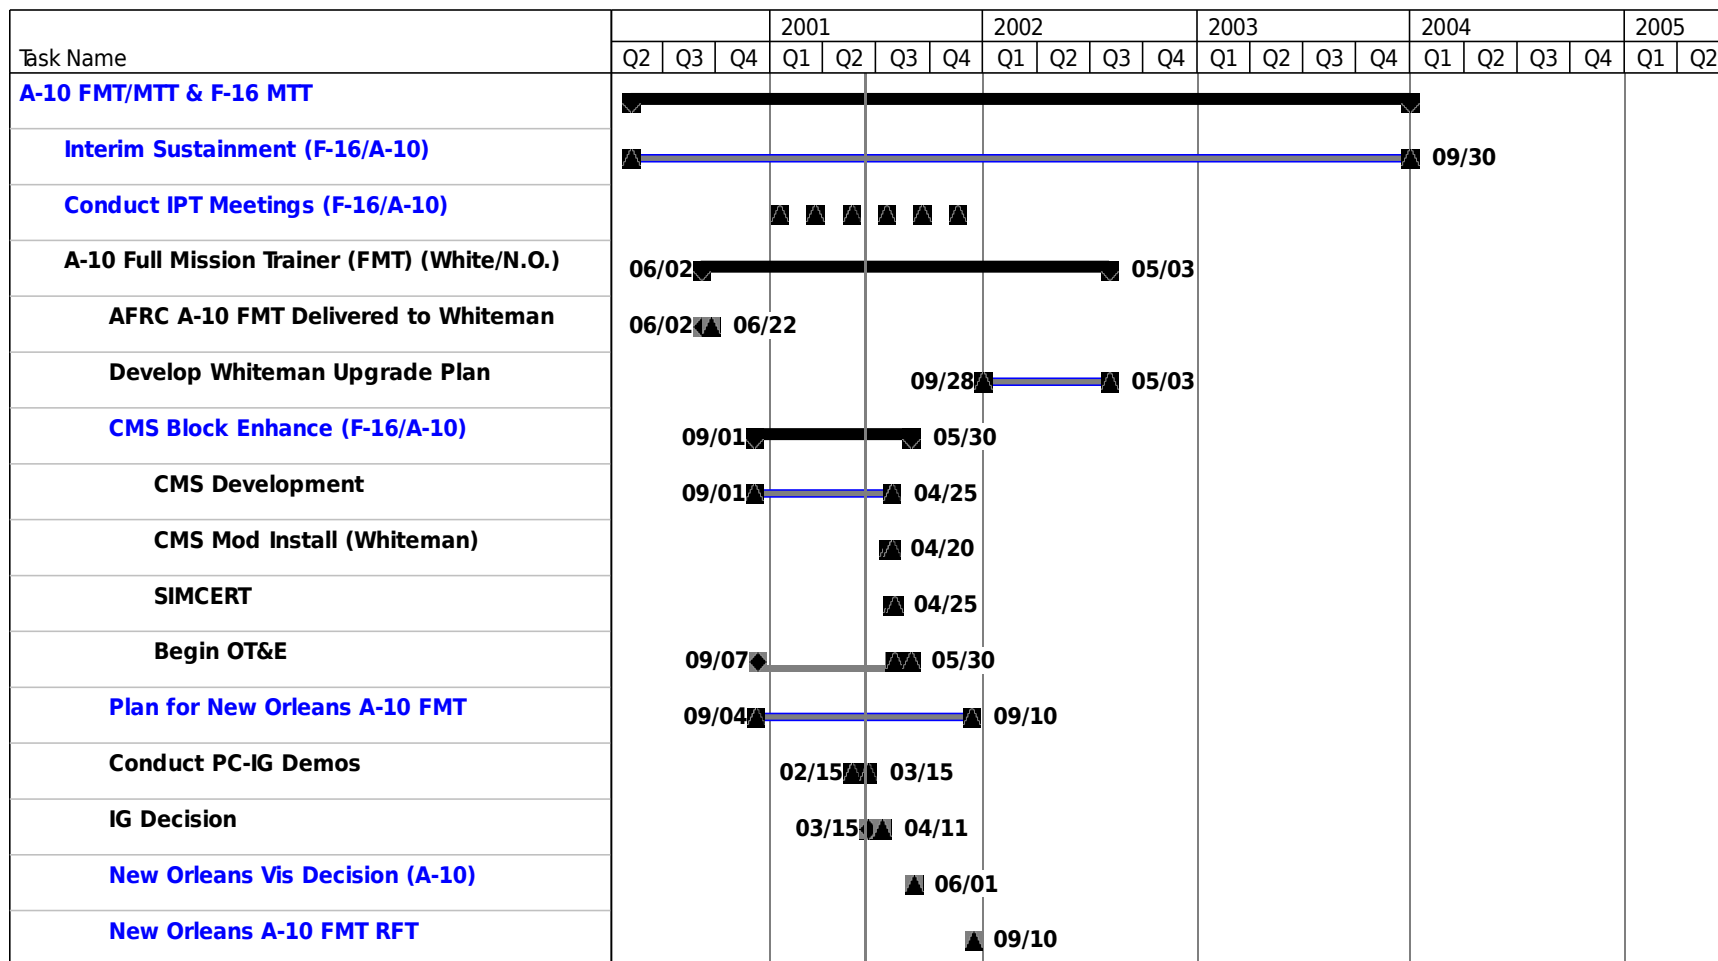 2001 2002 2003 2004 2005
Task Name Q2 Q3 Q4 Q1 Q2 Q3 Q4 Q1 Q2 Q3 Q4 Q1 Q2 Q3 Q4 Q1 Q2 Q3 Q4 Q1 Q2
A-10 FMT/MTT & F-16 MTT
Interim Sustainment (F-16/A-10) 09/30
Conduct IPT Meetings (F-16/A-10)
A-10 Full Mission Trainer (FMT) (White/N.O.) 06/02 05/03
AFRC A-10 FMT Delivered to Whiteman 06/02 06/22
Develop Whiteman Upgrade Plan 09/28 05/03
CMS Block Enhance (F-16/A-10) 09/01 05/30
CMS Development 09/01 04/25
CMS Mod Install (Whiteman) 04/20
SIMCERT 04/25
Begin OT&E 09/07 05/30
Plan for New Orleans A-10 FMT 09/04 09/10
Conduct PC-IG Demos 02/15 03/15
IG Decision 03/15 04/11
New Orleans Vis Decision (A-10) 06/01
New Orleans A-10 FMT RFT 09/10